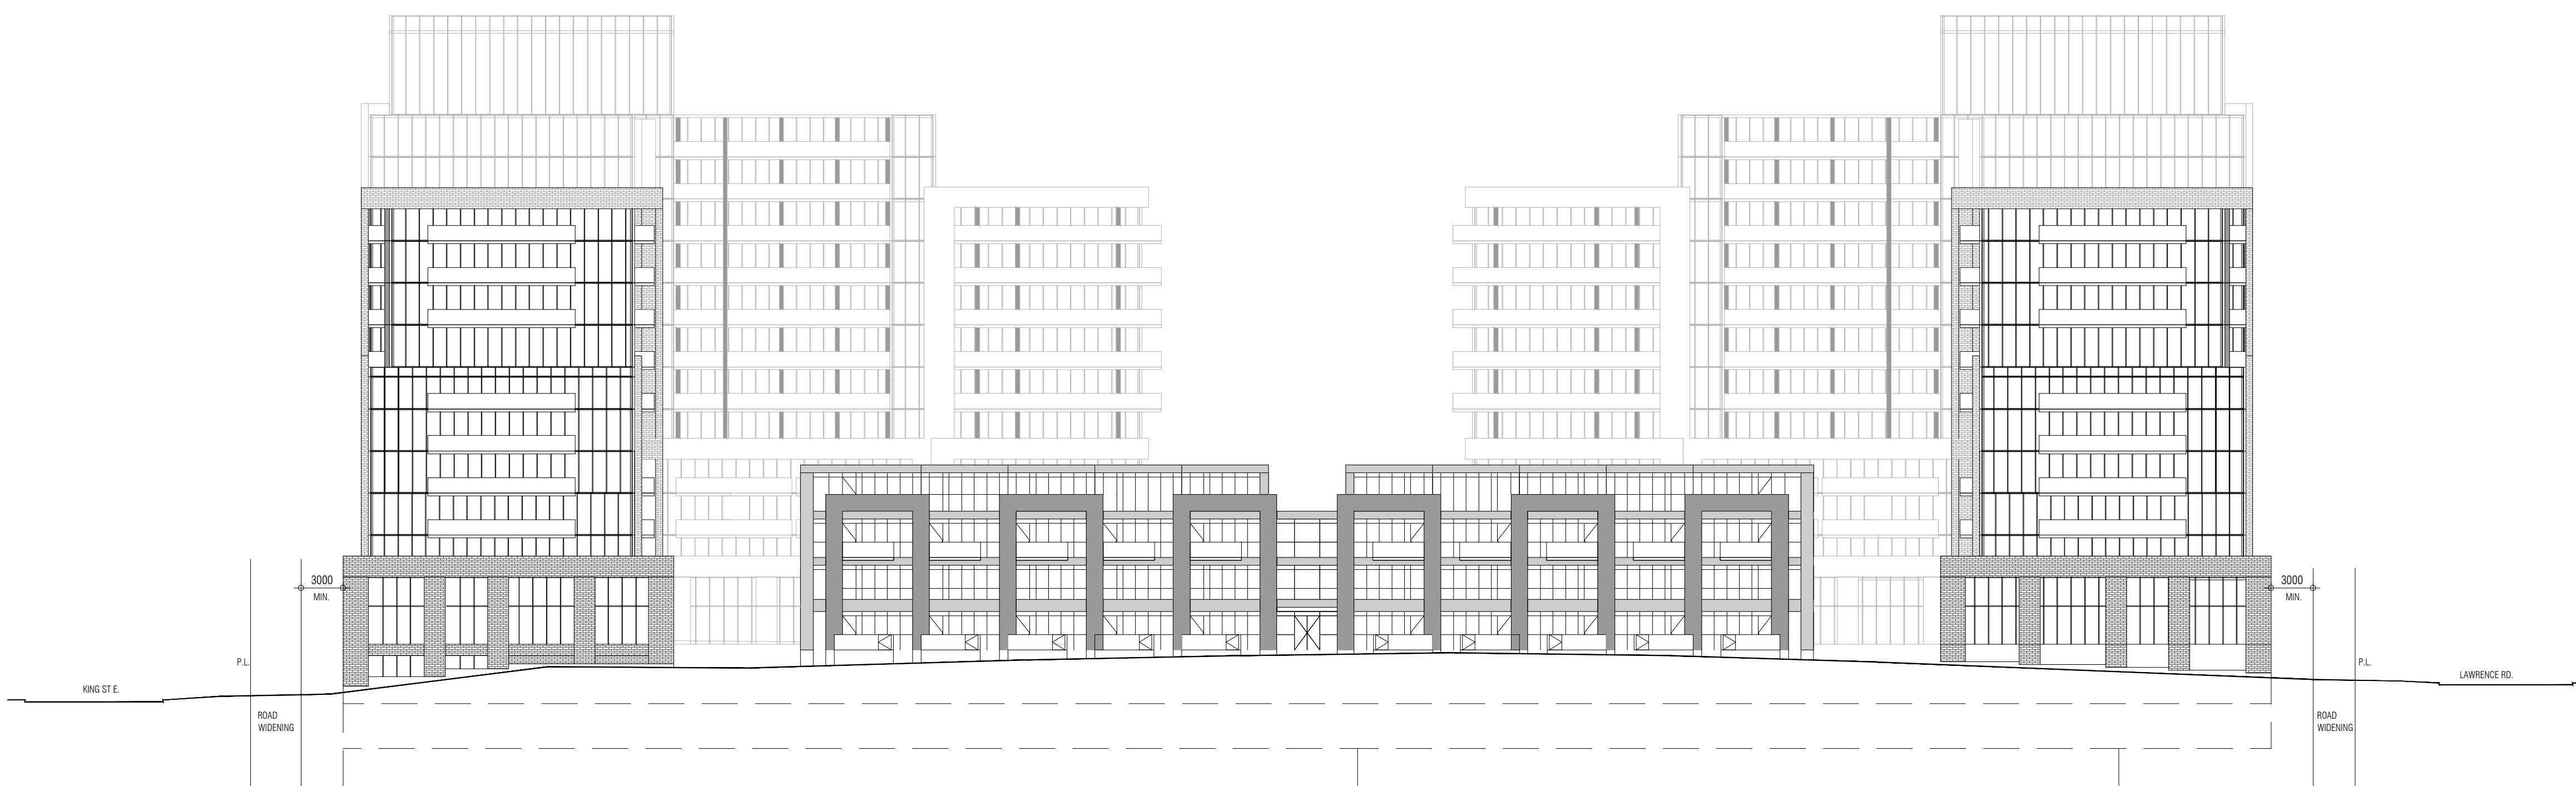 3000
MIN.
P.L.
KING ST E.
ROAD
WIDENING
3000
MIN.
P.L.
LAWRENCE RD.
ROAD
WIDENING